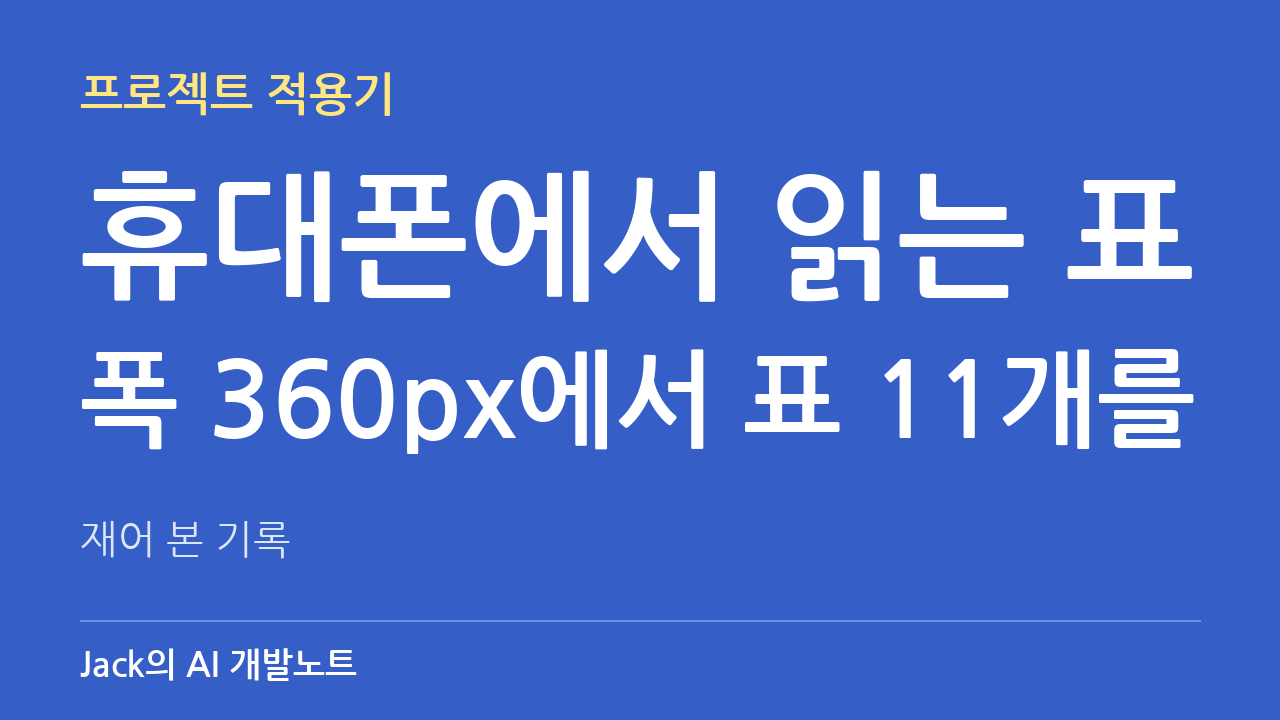 프로젝트 적용기
휴대폰에서 읽는 표
폭 360px에서 표 11개를
재어 본 기록
Jack의 AI 개발노트